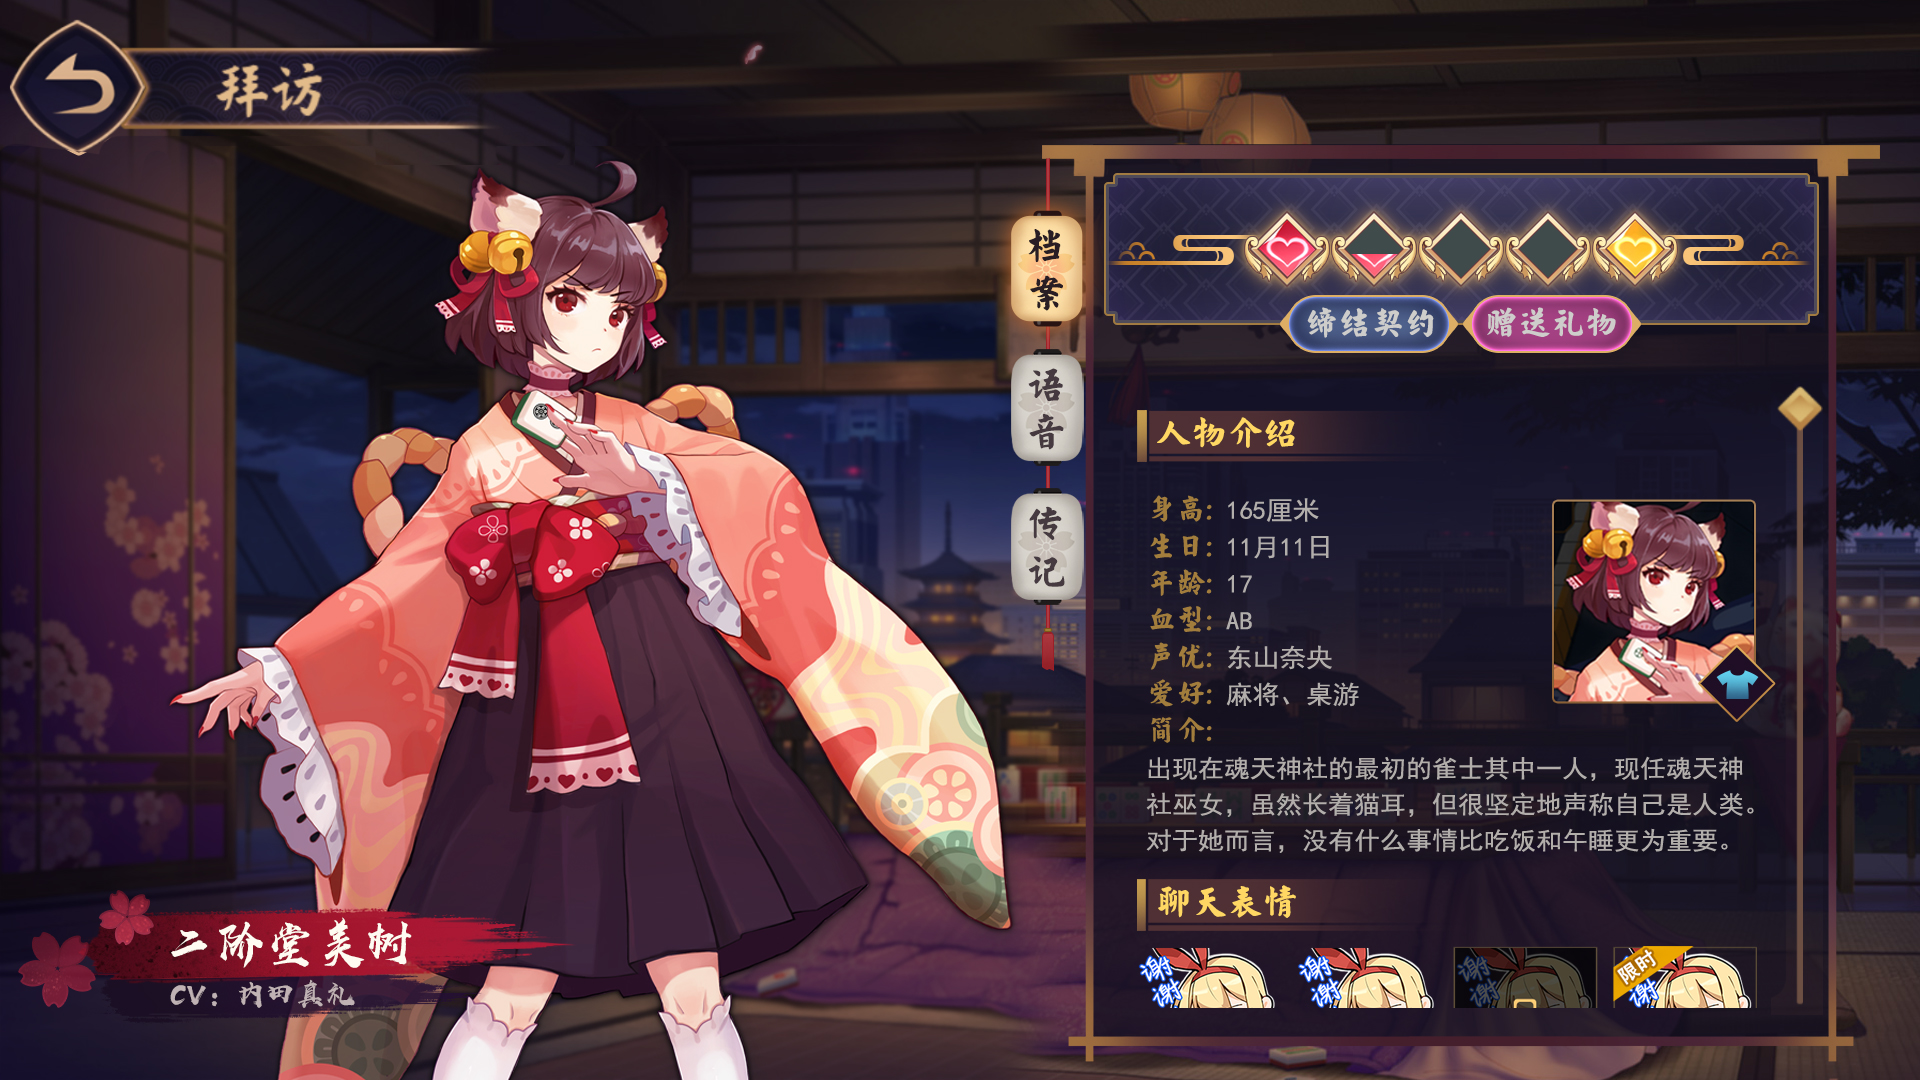 拜访
档案
语音
传记
缔结契约
赠送礼物
人物介绍
身高：165厘米
生日：11月11日
年龄：17
血型：AB
声优：东山奈央
爱好：麻将、桌游
简介：
出现在魂天神社的最初的雀士其中一人，现任魂天神
社巫女，虽然长着猫耳，但很坚定地声称自己是人类。
对于她而言，没有什么事情比吃饭和午睡更为重要。
聊天表情
谢谢
谢谢
谢谢
限时
谢谢
二阶堂美树
CV：内田真礼